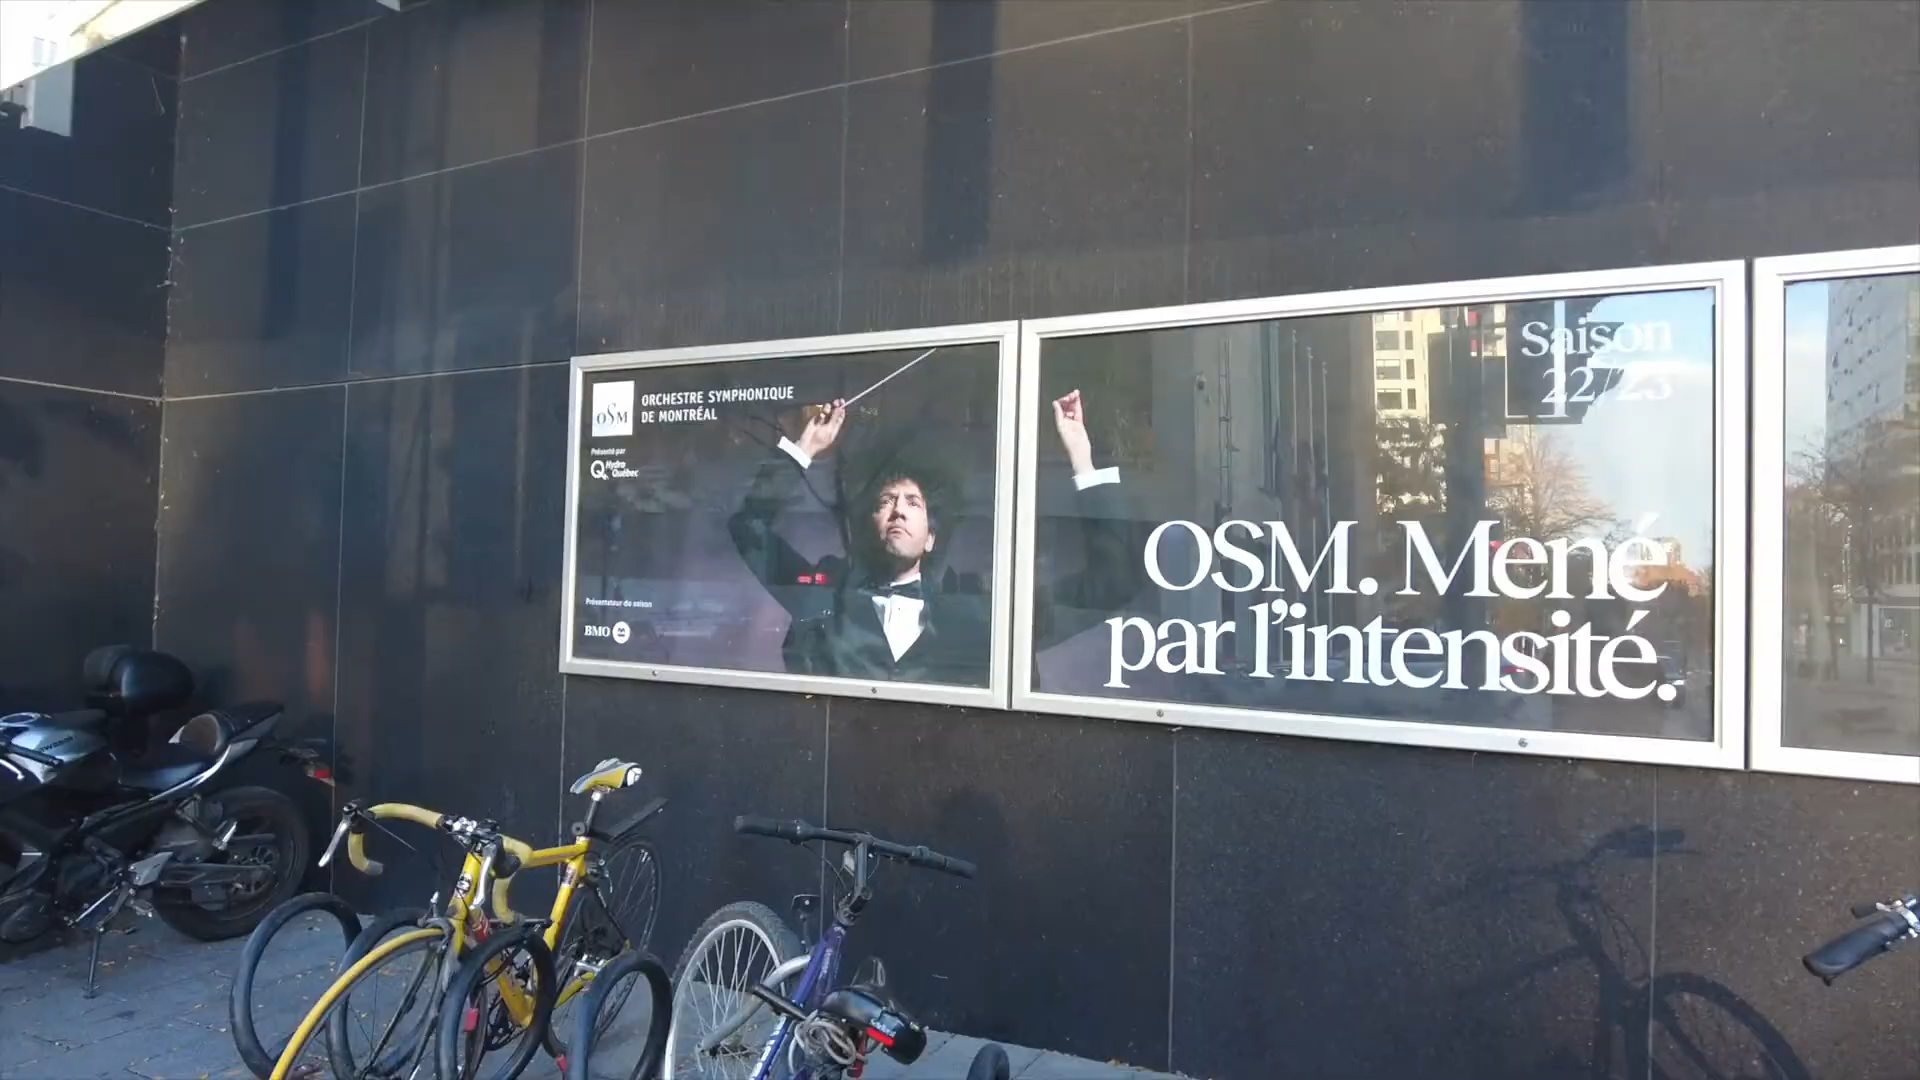 OSM
ORCHESTRE SYMPHONIQUE
DE MONTRÉAL
Présenté par
Hydro
Québec
Présentateur de saison
BMO
Saison
22/23
OSM. Mené
par l'intensité.